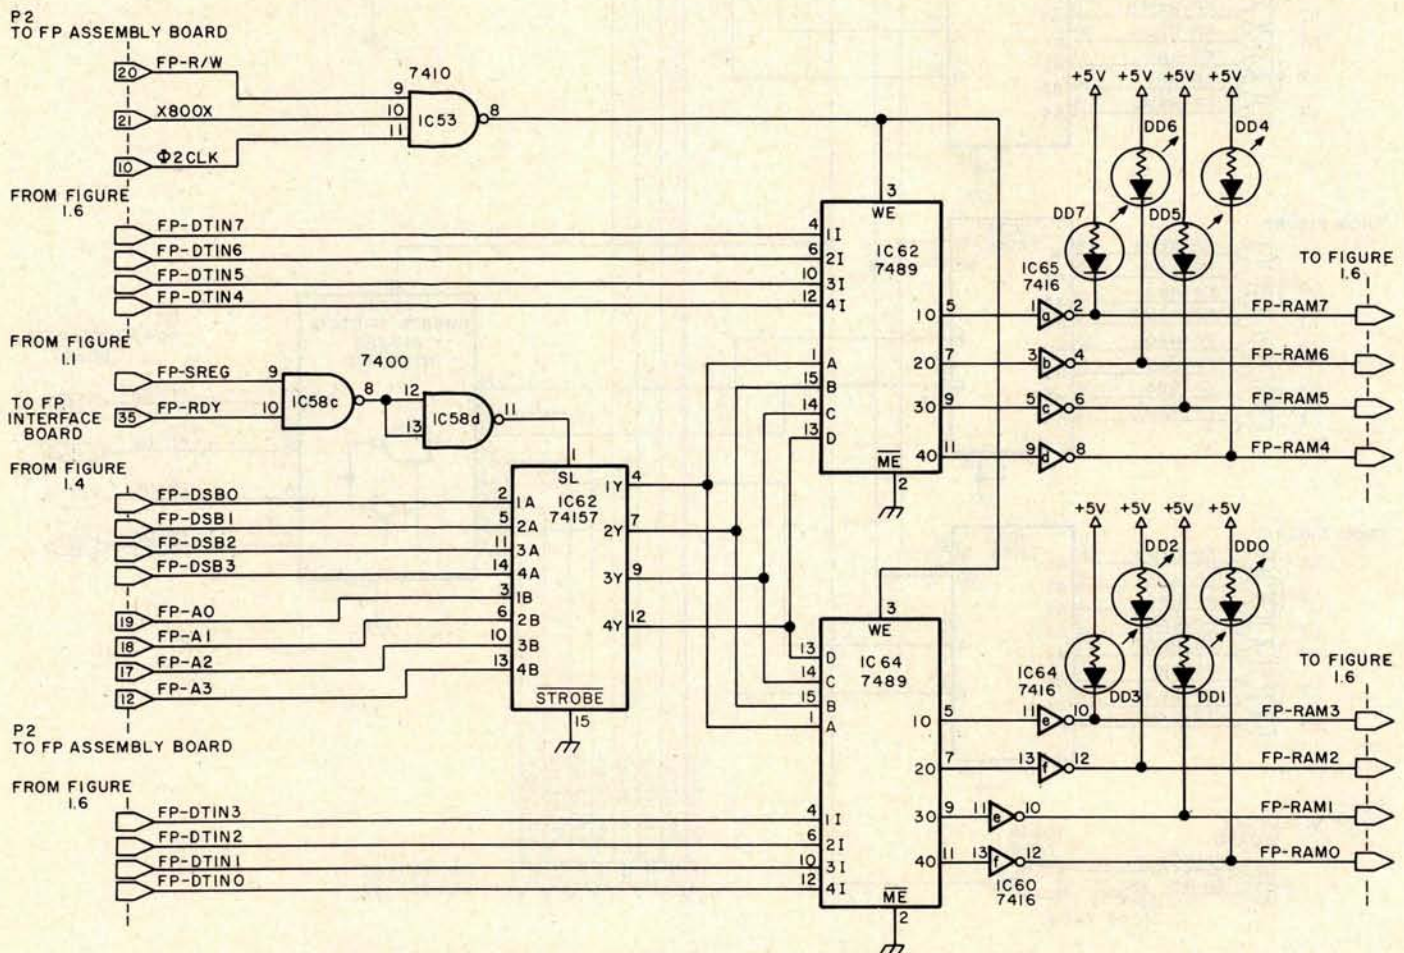 P2
TO FP ASSEMBLY BOARD
20 FP-R/W
21 X800X
10 Φ2CLK
7410
9
10
11
IC53
8
FROM FIGURE
1.6
FP-DTIN7
FP-DTIN6
FP-DTIN5
FP-DTIN4
FROM FIGURE
1.1
FP-SREG
TO FP
INTERFACE
BOARD
35 FP-RDY
7400
9
10
IC58c
8
12
13
IC58d
11
FROM FIGURE
1.4
FP-DSB0
FP-DSB1
FP-DSB2
FP-DSB3
19 FP-A0
18 FP-A1
17 FP-A2
12 FP-A3
P2
TO FP ASSEMBLY BOARD
1
SL
IC62
74157
2 1A
5 2A
11 3A
14 4A
3 1B
6 2B
10 3B
13 4B
1Y 4
2Y 7
3Y 9
4Y 12
STROBE
15
FROM FIGURE
1.6
FP-DTIN3
FP-DTIN2
FP-DTIN1
FP-DTIN0
3
WE
IC62
7489
4 1I
6 2I
10 3I
12 4I
1 A
15 B
14 C
13 D
1O 5
2O 7
3O 9
4O 11
ME
2
IC65
7416
1 a 2
3 b 4
5 c 6
9 d 8
+5V +5V +5V +5V
DD6 DD4
DD7 DD5
TO FIGURE
1.6
FP-RAM7
FP-RAM6
FP-RAM5
FP-RAM4
3
WE
IC64
7489
13 D
14 C
15 B
1 A
4 1I
6 2I
10 3I
12 4I
1O 5
2O 7
3O 9
4O 11
ME
2
IC64
7416
11 e 10
13 f 12
11 e 10
13 f 12
IC60
7416
+5V +5V +5V +5V
DD2 DD0
DD3 DD1
TO FIGURE
1.6
FP-RAM3
FP-RAM2
FP-RAM1
FP-RAM0